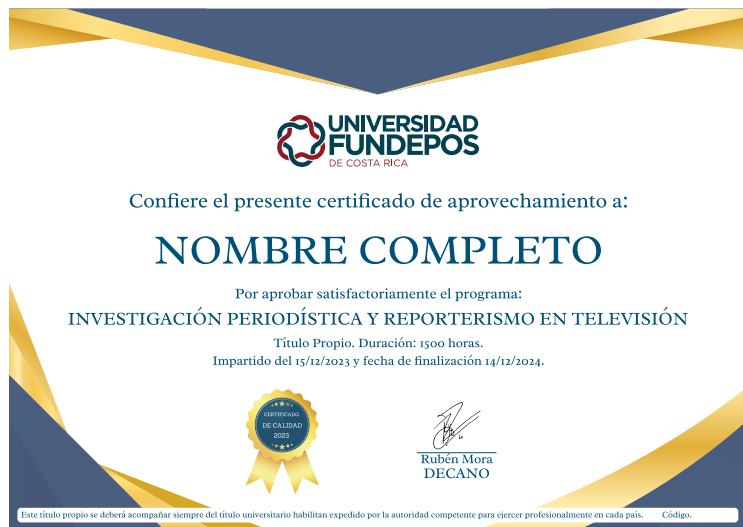 UNIVERSIDAD
FUNDEPOS
DE COSTA RICA
Confiere el presente certificado de aprovechamiento a:
NOMBRE COMPLETO
Por aprobar satisfactoriamente el programa:
INVESTIGACIÓN PERIODÍSTICA Y REPORTERISMO EN TELEVISIÓN
Título Propio. Duración: 1500 horas.
Impartido del 15/12/2023 y fecha de finalización 14/12/2024.
CERTIFICADO
DE CALIDAD
2023
Rubén Mora
DECANO
Este título propio se deberá acompañar siempre del título universitario habilitan expedido por la autoridad competente para ejercer profesionalmente en cada país. Código.